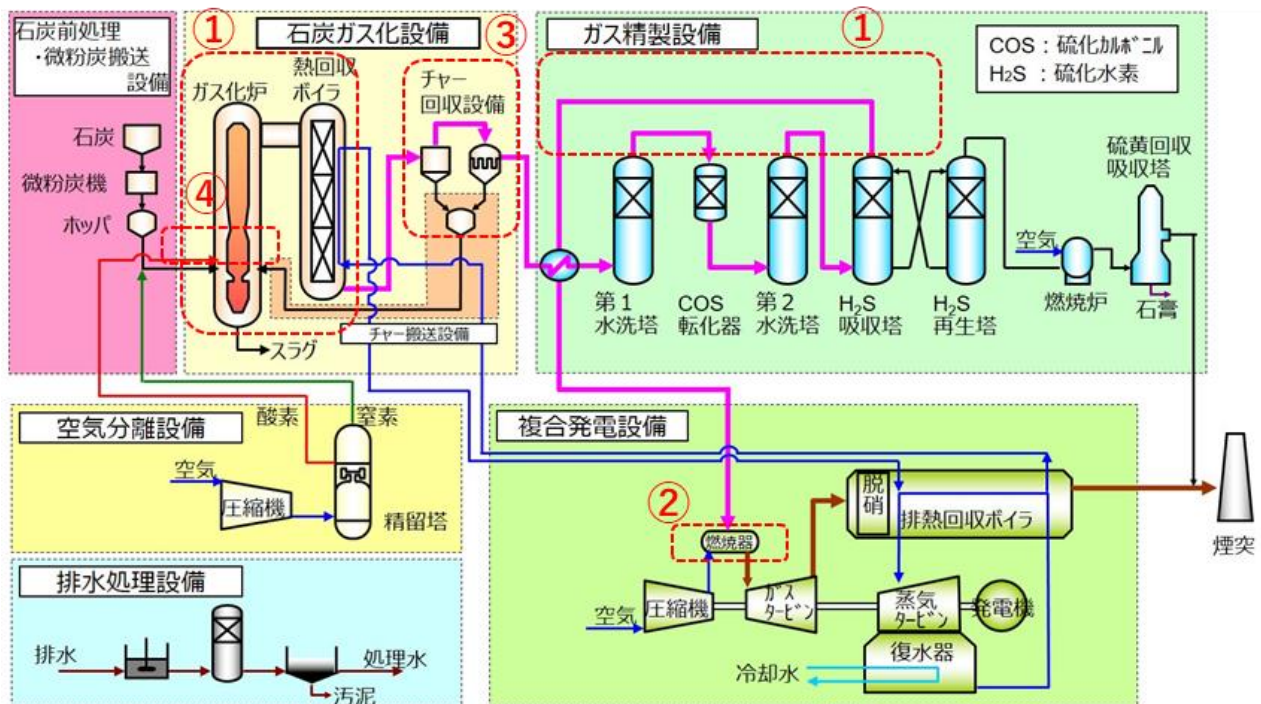 石炭前処理
・微粉炭搬送
設備
石炭
微粉炭機
ホッパ
石炭ガス化設備
①
③
ガス化炉
熱回収
ボイラ
チャー
回収設備
④
チャー搬送設備
スラグ
ガス精製設備
①
COS：硫化ｶﾙﾎﾞﾆﾙ
H2S：硫化水素
第１
水洗塔
COS
転化器
第２
水洗塔
H2S
吸収塔
H2S
再生塔
空気
燃焼炉
硫黄回収
吸収塔
石膏
空気分離設備
酸素
窒素
空気
圧縮機
精留塔
排水処理設備
排水
処理水
汚泥
複合発電設備
②
燃焼器
脱
硝
排熱回収ボイラ
空気
圧縮機
ｶﾞｽ
ﾀｰﾋﾞﾝ
蒸気
ﾀｰﾋﾞﾝ
発電機
復水器
冷却水
煙突